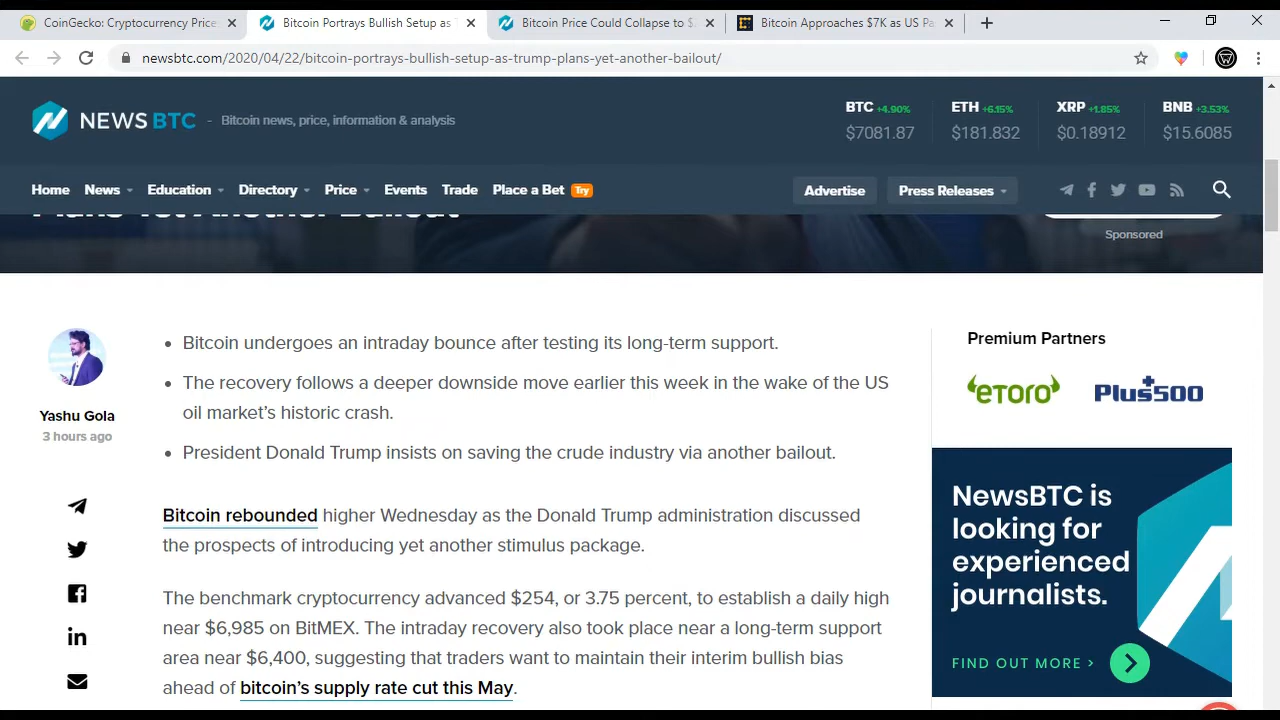 CoinGecko: Cryptocurrency Price
Bitcoin Portrays Bullish Setup as
Bitcoin Price Could Collapse to
Bitcoin Approaches $7K as US
newsbtc.com/2020/04/22/bitcoin-portrays-bullish-setup-as-trump-plans-yet-another-bailout/
NEWSBTC - Bitcoin news, price, information & analysis
BTC +4.90% ETH +6.15% XRP +1.85% BNB +3.53%
$7081.87 $181.832 $0.18912 $15.6085
Home News Education Directory Price Events Trade Place a Bet Try Advertise Press Releases
Plans Yet Another Bailout
Sponsored
Yashu Gola
3 hours ago
• Bitcoin undergoes an intraday bounce after testing its long-term support.
• The recovery follows a deeper downside move earlier this week in the wake of the US
oil market's historic crash.
• President Donald Trump insists on saving the crude industry via another bailout.
Bitcoin rebounded higher Wednesday as the Donald Trump administration discussed
the prospects of introducing yet another stimulus package.
The benchmark cryptocurrency advanced $254, or 3.75 percent, to establish a daily high
near $6,985 on BitMEX. The intraday recovery also took place near a long-term support
area near $6,400, suggesting that traders want to maintain their interim bullish bias
ahead of bitcoin's supply rate cut this May.
Premium Partners
eToro Plus500
NewsBTC is
looking for
experienced
journalists.
FIND OUT MORE >